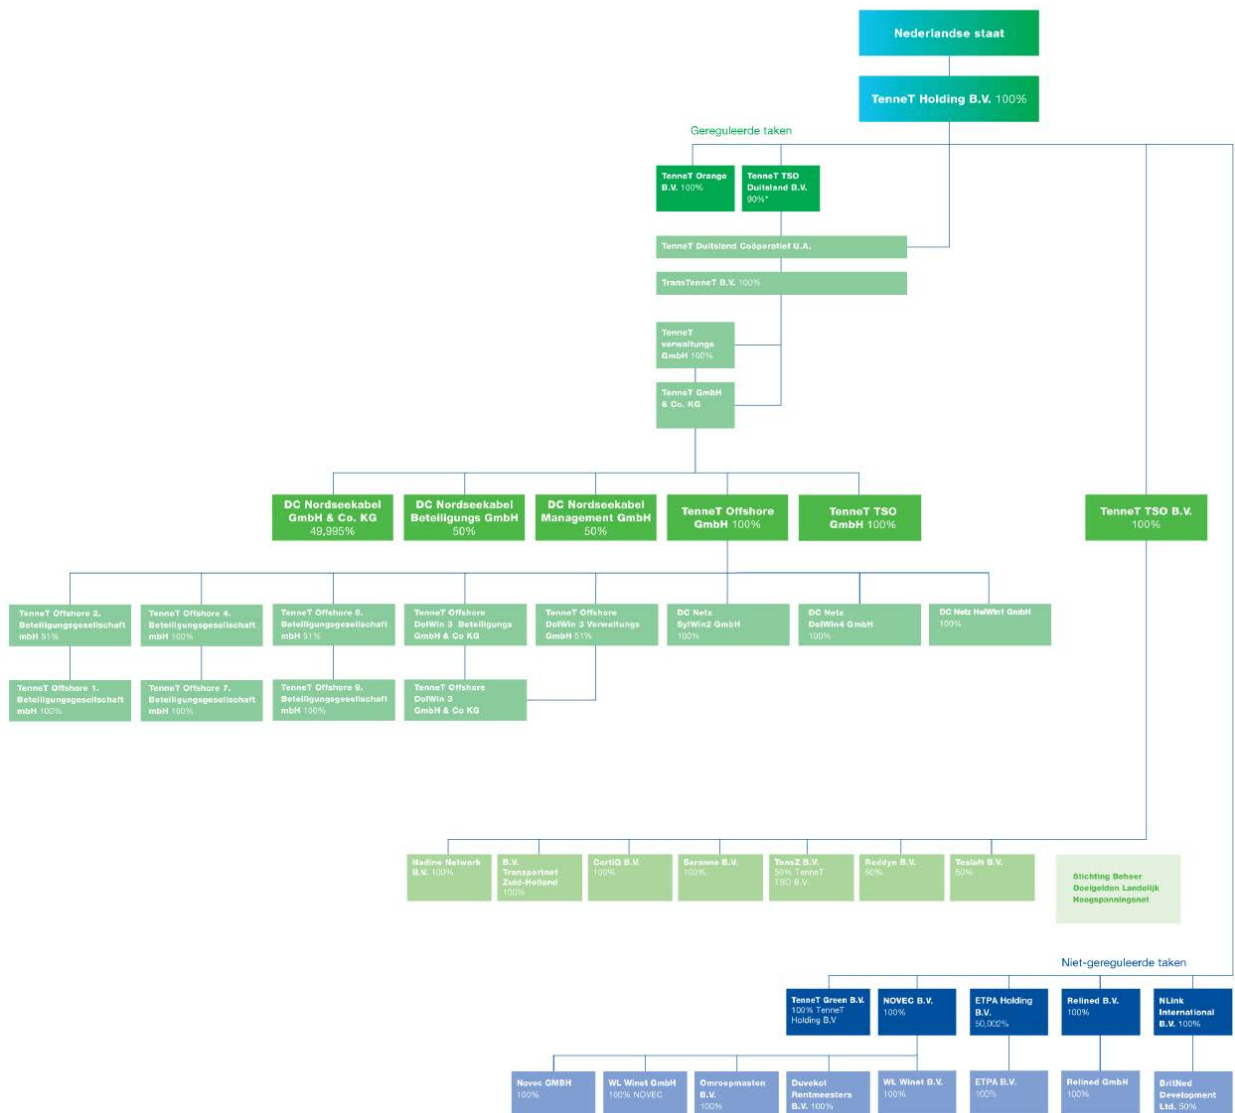 Nederlandse staat
TenneT Holding B.V. 100%
Gereguleerde taken
TenneT Orange
B.V. 100%
TenneT TSO
Duitsland B.V.
90%*
TenneT Duitsland Coöperatief U.A.
TransTenneT B.V. 100%
TenneT
verwaltungs
GmbH 100%
TenneT GmbH
& Co. KG
DC Nordseekabel
GmbH & Co. KG
49,995%
DC Nordseekabel
Beteiligungs GmbH
50%
DC Nordseekabel
Management GmbH
50%
TenneT Offshore
GmbH 100%
TenneT TSO
GmbH 100%
TenneT TSO B.V.
100%
TenneT Offshore 2.
Beteiligungsgesellschaft
mbH 51%
TenneT Offshore 4.
Beteiligungsgesellschaft
mbH 100%
TenneT Offshore 8.
Beteiligungsgesellschaft
mbH 51%
TenneT Offshore
DolWin 3 Beteiligungs
GmbH & Co KG
TenneT Offshore
DolWin 3 Verwaltungs
GmbH 51%
DC Netz
SylWin2 GmbH
100%
DC Netz
DolWin4 GmbH
100%
DC Netz HelWin1 GmbH
100%
TenneT Offshore 1.
Beteiligungsgesellschaft
mbH 100%
TenneT Offshore 7.
Beteiligungsgesellschaft
mbH 100%
TenneT Offshore 9.
Beteiligungsgesellschaft
mbH 100%
TenneT Offshore
DolWin 3
GmbH & Co KG
Nadine Network
B.V. 100%
B.V.
Transportnet
Zuid-Holland
100%
CertiQ B.V.
100%
Saranne B.V.
100%
TensZ B.V.
50% TenneT
TSO B.V.
Reddyn B.V.
50%
TeslaN B.V.
50%
Stichting Beheer
Doelgelden Landelijk
Hoogspanningsnet
Niet-gereguleerde taken
TenneT Green B.V.
100% TenneT
Holding B.V
NOVEC B.V.
100%
ETPA Holding
B.V.
50,002%
Relined B.V.
100%
NLink
International
B.V. 100%
Novec GMBH
100%
WL Winet GmbH
100% NOVEC
Omroepmasten
B.V.
100%
Duvekot
Rentmeesters
B.V. 100%
WL Winet B.V.
100%
ETPA B.V.
100%
Relined GmbH
100%
BritNed
Development
Ltd. 50%